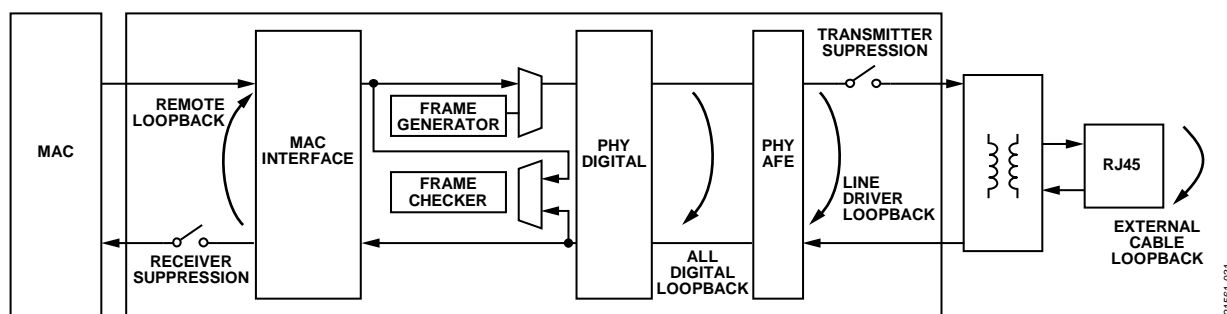 MAC
REMOTE
LOOPBACK
RECEIVER
SUPPRESSION
MAC
INTERFACE
FRAME
GENERATOR
FRAME
CHECKER
PHY
DIGITAL
ALL
DIGITAL
LOOPBACK
PHY
AFE
TRANSMITTER
SUPRESSION
LINE
DRIVER
LOOPBACK
RJ45
EXTERNAL
CABLE
LOOPBACK